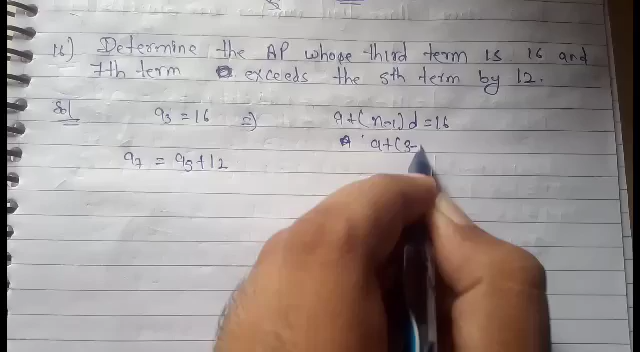 16) Determine the AP whose third term is 16 and
7th term exceeds the 5th term by 12.
Sol a3 = 16 => a+(n-1)d=16
a+(3-
a7 = a5+12